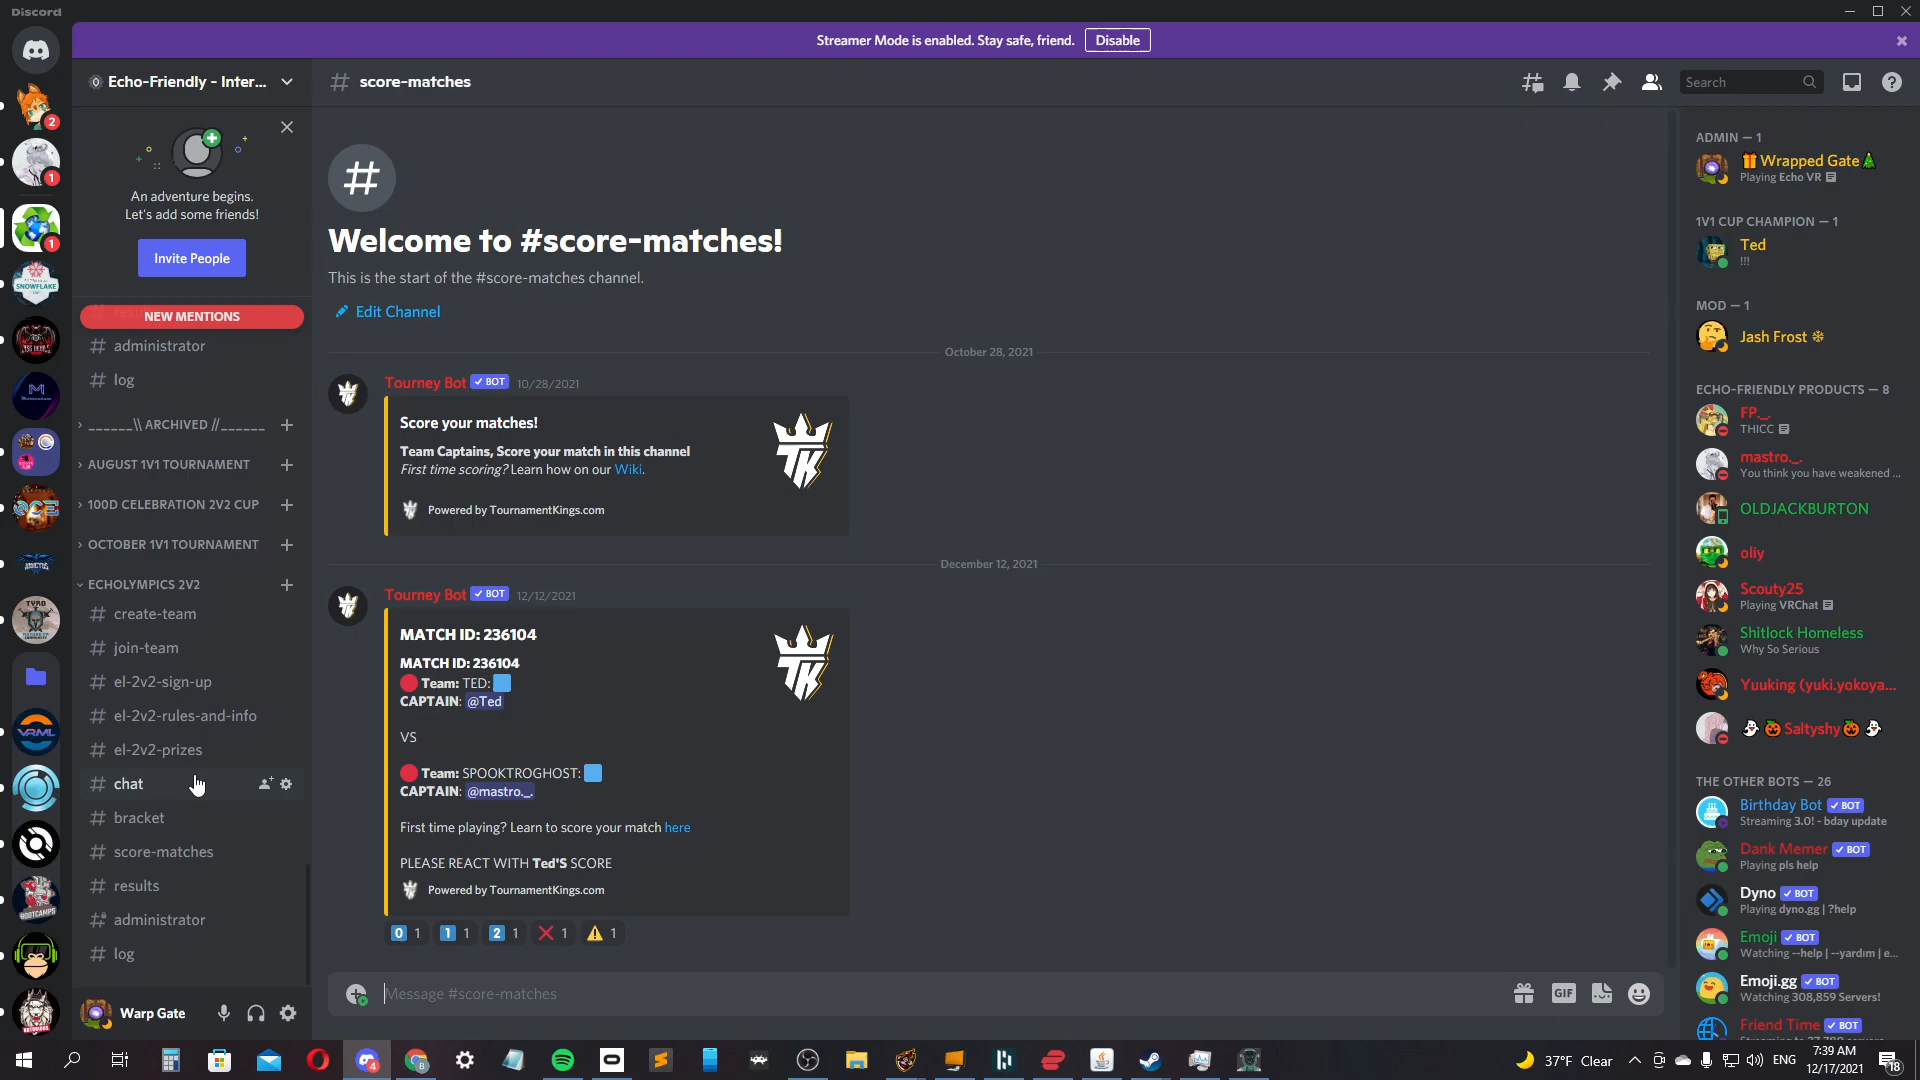 Discord
Streamer Mode is enabled. Stay safe, friend. Disable
Echo-Friendly - Inter...
score-matches
Search
An adventure begins.
Let's add some friends!
Invite People
NEW MENTIONS
administrator
log
______\\ ARCHIVED //______
AUGUST 1V1 TOURNAMENT
100D CELEBRATION 2V2 CUP
OCTOBER 1V1 TOURNAMENT
ECHOLYMPICS 2V2
create-team
join-team
el-2v2-sign-up
el-2v2-rules-and-info
el-2v2-prizes
chat
bracket
score-matches
results
administrator
log
Warp Gate
Welcome to #score-matches!
This is the start of the #score-matches channel.
Edit Channel
October 28, 2021
Tourney Bot BOT 10/28/2021
Score your matches!
Team Captains, Score your match in this channel
First time scoring? Learn how on our Wiki.
Powered by TournamentKings.com
December 12, 2021
Tourney Bot BOT 12/12/2021
MATCH ID: 236104
MATCH ID: 236104
Team: TED:
CAPTAIN: @Ted
VS
Team: SPOOKTROGHOST:
CAPTAIN: @mastro._.
First time playing? Learn to score your match here
PLEASE REACT WITH Ted'S SCORE
Powered by TournamentKings.com
0 1 1 1 2 1 1 1
Message #score-matches
GIF
ADMIN — 1
Wrapped Gate
Playing Echo VR
1V1 CUP CHAMPION — 1
Ted
!!!
MOD — 1
Jash Frost
ECHO-FRIENDLY PRODUCTS — 8
FP._.
THICC
mastro._.
You think you have weakened ...
OLDJACKBURTON
oliy
Scouty25
Playing VRChat
Shitlock Homeless
Why So Serious
Yuuking (yuki.yokoya...
Saltyshy
THE OTHER BOTS — 26
Birthday Bot BOT
Streaming 3.0! - bday update
Dank Memer BOT
Playing pls help
Dyno BOT
Playing dyno.gg | ?help
Emoji BOT
Watching --help | --yardım | e...
Emoji.gg BOT
Watching 308,859 Servers!
Friend Time BOT
37°F Clear
ENG
7:39 AM
12/17/2021
18